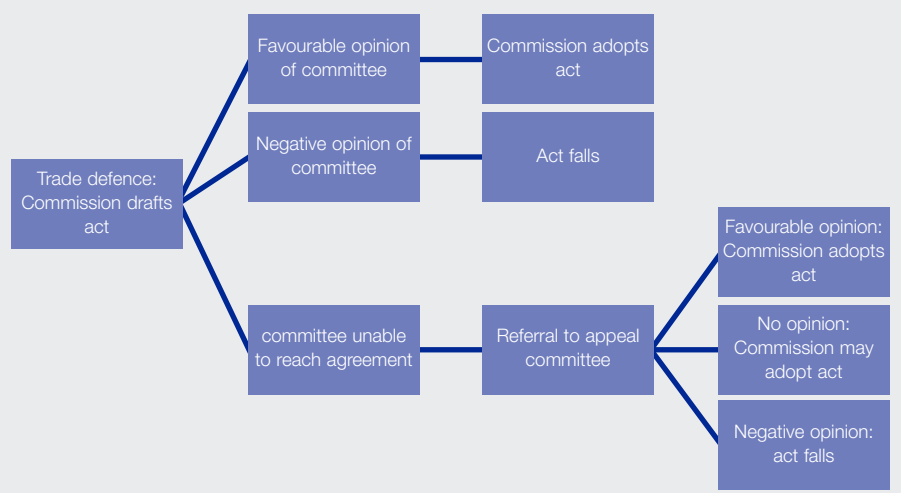 Trade defence:
Commission drafts
act
Favourable opinion
of committee
Commission adopts
act
Negative opinion of
committee
Act falls
committee unable
to reach agreement
Referral to appeal
committee
Favourable opinion:
Commission adopts
act
No opinion:
Commission may
adopt act
Negative opinion:
act falls